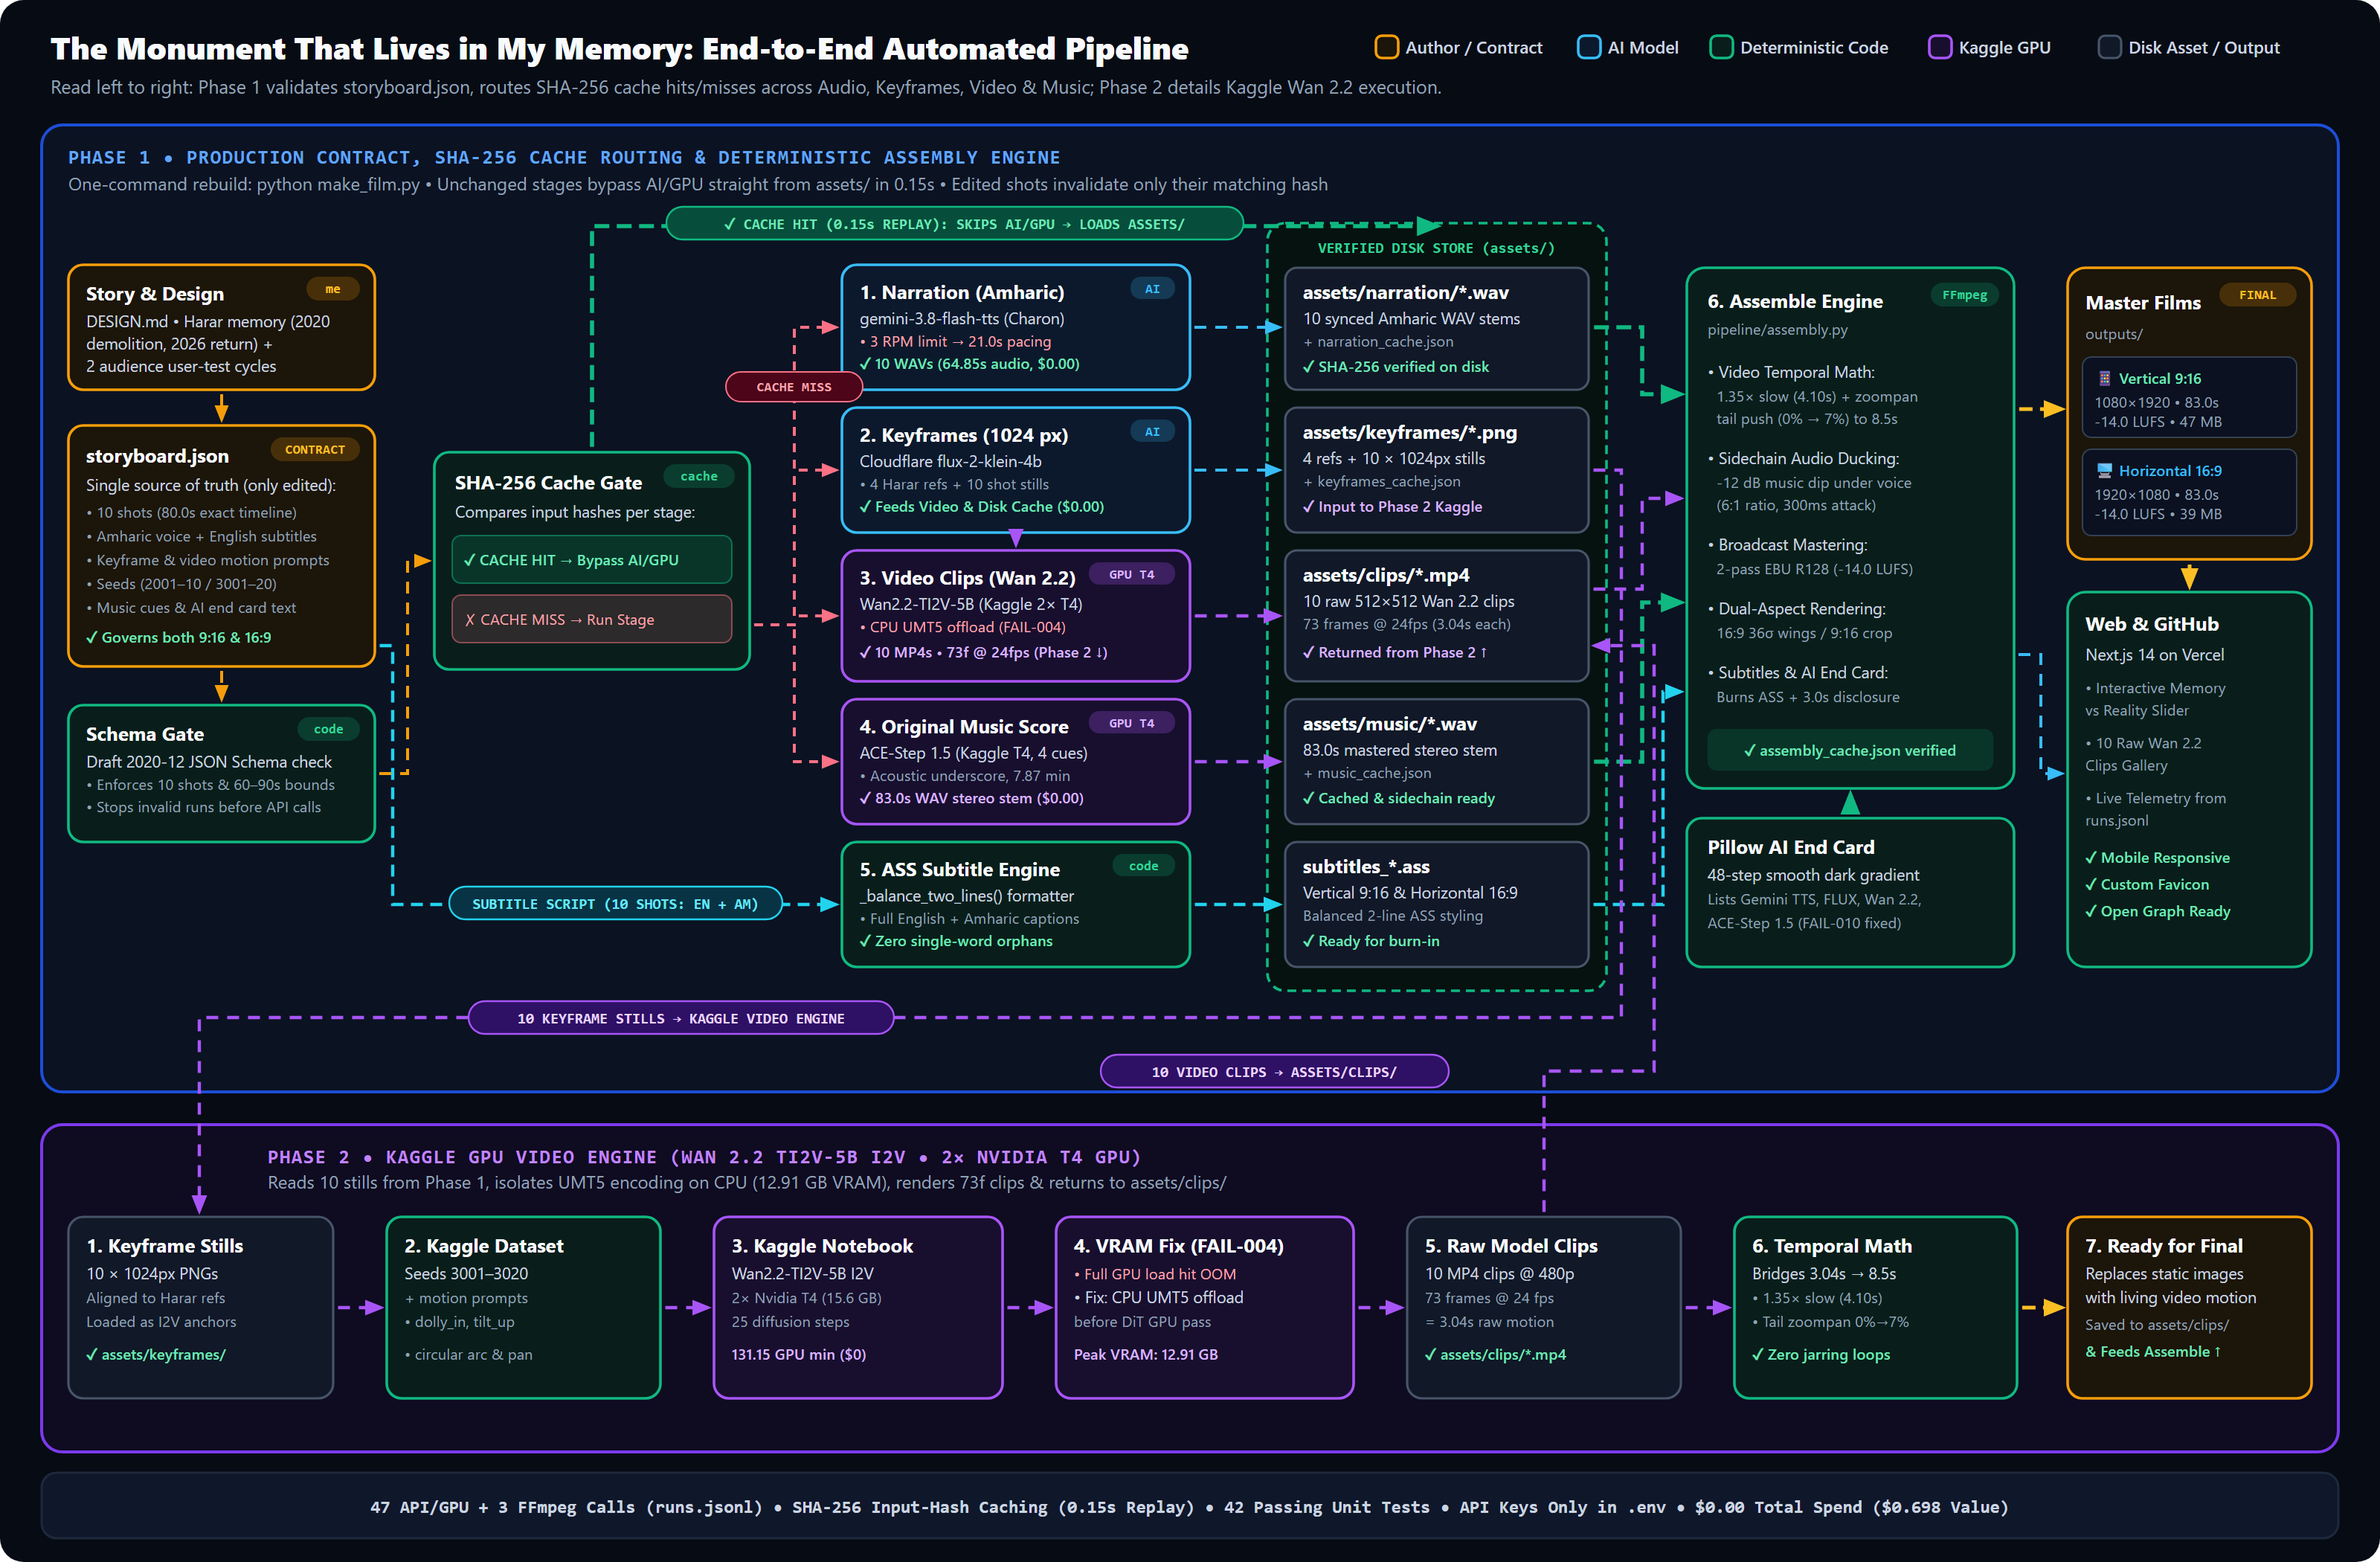 The Monument That Lives in My Memory: End-to-End Automated Pipeline
Author / Contract
AI Model
Deterministic Code
Kaggle GPU
Disk Asset / Output
Read left to right: Phase 1 validates storyboard.json, routes SHA-256 cache hits/misses across Audio, Keyframes, Video & Music; Phase 2 details Kaggle Wan 2.2 execution.
PHASE 1 • PRODUCTION CONTRACT, SHA-256 CACHE ROUTING & DETERMINISTIC ASSEMBLY ENGINE
One-command rebuild: python make_film.py • Unchanged stages bypass AI/GPU straight from assets/ in 0.15s • Edited shots invalidate only their matching hash
✓ CACHE HIT (0.15s REPLAY): SKIPS AI/GPU → LOADS ASSETS/
Story & Design
me
DESIGN.md • Harar memory (2020
demolition, 2026 return) +
2 audience user-test cycles
storyboard.json
CONTRACT
Single source of truth (only edited):
• 10 shots (80.0s exact timeline)
• Amharic voice + English subtitles
• Keyframe & video motion prompts
• Seeds (2001–10 / 3001–20)
• Music cues & AI end card text
✓ Governs both 9:16 & 16:9
Schema Gate
code
Draft 2020-12 JSON Schema check
• Enforces 10 shots & 60–90s bounds
• Stops invalid runs before API calls
SHA-256 Cache Gate
cache
Compares input hashes per stage:
✓ CACHE HIT → Bypass AI/GPU
✗ CACHE MISS → Run Stage
CACHE MISS
SUBTITLE SCRIPT (10 SHOTS: EN + AM)
1. Narration (Amharic)
AI
gemini-3.8-flash-tts (Charon)
• 3 RPM limit → 21.0s pacing
✓ 10 WAVs (64.85s audio, $0.00)
2. Keyframes (1024 px)
AI
Cloudflare flux-2-klein-4b
• 4 Harar refs + 10 shot stills
✓ Feeds Video & Disk Cache ($0.00)
3. Video Clips (Wan 2.2)
GPU T4
Wan2.2-TI2V-5B (Kaggle 2× T4)
• CPU UMT5 offload (FAIL-004)
✓ 10 MP4s • 73f @ 24fps (Phase 2 ↓)
4. Original Music Score
GPU T4
ACE-Step 1.5 (Kaggle T4, 4 cues)
• Acoustic underscore, 7.87 min
✓ 83.0s WAV stereo stem ($0.00)
5. ASS Subtitle Engine
code
_balance_two_lines() formatter
• Full English + Amharic captions
✓ Zero single-word orphans
VERIFIED DISK STORE (assets/)
assets/narration/*.wav
10 synced Amharic WAV stems
+ narration_cache.json
✓ SHA-256 verified on disk
assets/keyframes/*.png
4 refs + 10 × 1024px stills
+ keyframes_cache.json
✓ Input to Phase 2 Kaggle
assets/clips/*.mp4
10 raw 512×512 Wan 2.2 clips
73 frames @ 24fps (3.04s each)
✓ Returned from Phase 2 ↑
assets/music/*.wav
83.0s mastered stereo stem
+ music_cache.json
✓ Cached & sidechain ready
subtitles_*.ass
Vertical 9:16 & Horizontal 16:9
Balanced 2-line ASS styling
✓ Ready for burn-in
6. Assemble Engine
FFmpeg
pipeline/assembly.py
• Video Temporal Math:
1.35× slow (4.10s) + zoompan
tail push (0% → 7%) to 8.5s
• Sidechain Audio Ducking:
-12 dB music dip under voice
(6:1 ratio, 300ms attack)
• Broadcast Mastering:
2-pass EBU R128 (-14.0 LUFS)
• Dual-Aspect Rendering:
16:9 36σ wings / 9:16 crop
• Subtitles & AI End Card:
Burns ASS + 3.0s disclosure
✓ assembly_cache.json verified
Pillow AI End Card
48-step smooth dark gradient
Lists Gemini TTS, FLUX, Wan 2.2,
ACE-Step 1.5 (FAIL-010 fixed)
Master Films
FINAL
outputs/
Vertical 9:16
1080×1920 • 83.0s
-14.0 LUFS • 47 MB
Horizontal 16:9
1920×1080 • 83.0s
-14.0 LUFS • 39 MB
Web & GitHub
Next.js 14 on Vercel
• Interactive Memory
vs Reality Slider
• 10 Raw Wan 2.2
Clips Gallery
• Live Telemetry from
runs.jsonl
✓ Mobile Responsive
✓ Custom Favicon
✓ Open Graph Ready
10 KEYFRAME STILLS → KAGGLE VIDEO ENGINE
10 VIDEO CLIPS → ASSETS/CLIPS/
PHASE 2 • KAGGLE GPU VIDEO ENGINE (WAN 2.2 TI2V-5B I2V • 2× NVIDIA T4 GPU)
Reads 10 stills from Phase 1, isolates UMT5 encoding on CPU (12.91 GB VRAM), renders 73f clips & returns to assets/clips/
1. Keyframe Stills
10 × 1024px PNGs
Aligned to Harar refs
Loaded as I2V anchors
✓ assets/keyframes/
2. Kaggle Dataset
Seeds 3001–3020
+ motion prompts
• dolly_in, tilt_up
• circular arc & pan
3. Kaggle Notebook
Wan2.2-TI2V-5B I2V
2× Nvidia T4 (15.6 GB)
25 diffusion steps
131.15 GPU min ($0)
4. VRAM Fix (FAIL-004)
• Full GPU load hit OOM
• Fix: CPU UMT5 offload
before DiT GPU pass
Peak VRAM: 12.91 GB
5. Raw Model Clips
10 MP4 clips @ 480p
73 frames @ 24 fps
= 3.04s raw motion
✓ assets/clips/*.mp4
6. Temporal Math
Bridges 3.04s → 8.5s
• 1.35× slow (4.10s)
• Tail zoompan 0%→7%
✓ Zero jarring loops
7. Ready for Final
Replaces static images
with living video motion
Saved to assets/clips/
& Feeds Assemble ↑
47 API/GPU + 3 FFmpeg Calls (runs.jsonl) • SHA-256 Input-Hash Caching (0.15s Replay) • 42 Passing Unit Tests • API Keys Only in .env • $0.00 Total Spend ($0.698 Value)